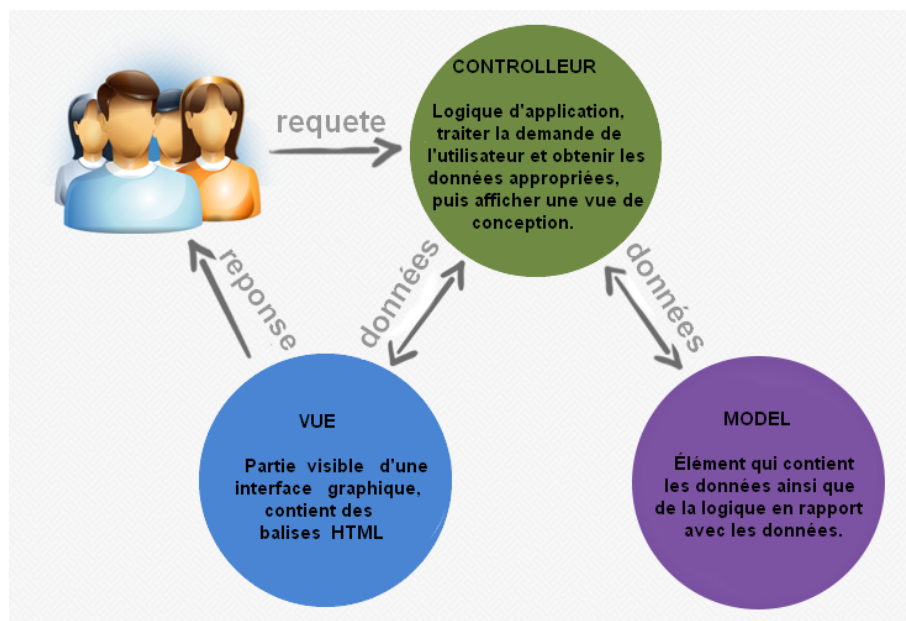 requete
CONTROLLEUR
Logique d'application,
traiter la demande de
l'utilisateur et obtenir les
données appropriées,
puis afficher une vue de
conception.
reponse
données
données
VUE
Partie visible d'une
interface graphique,
contient des
balises HTML
MODEL
Élément qui contient
les données ainsi que
de la logique en rapport
avec les données.